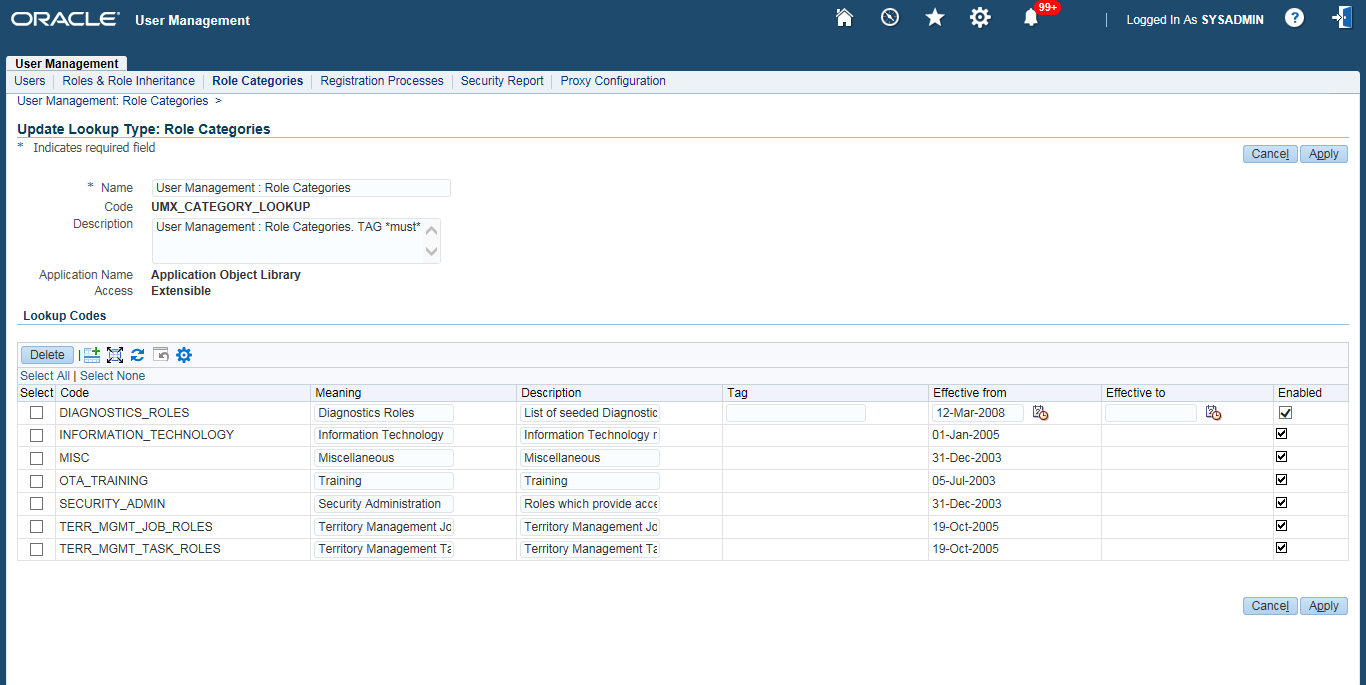 ORACLE User Management
99+
Logged In As SYSADMIN ?
User Management
Users Roles & Role Inheritance Role Categories Registration Processes Security Report Proxy Configuration
User Management: Role Categories >
Update Lookup Type: Role Categories
* Indicates required field
Cancel Apply
* Name User Management : Role Categories
Code UMX_CATEGORY_LOOKUP
Description User Management : Role Categories. TAG *must*
Application Name Application Object Library
Access Extensible
Lookup Codes
Delete
Select All | Select None
Select Code Meaning Description Tag Effective from Effective to Enabled
DIAGNOSTICS_ROLES Diagnostics Roles List of seeded Diagnostic 12-Mar-2008
INFORMATION_TECHNOLOGY Information Technology Information Technology r 01-Jan-2005
MISC Miscellaneous Miscellaneous 31-Dec-2003
OTA_TRAINING Training Training 05-Jul-2003
SECURITY_ADMIN Security Administration Roles which provide acce 31-Dec-2003
TERR_MGMT_JOB_ROLES Territory Management Jo Territory Management Jo 19-Oct-2005
TERR_MGMT_TASK_ROLES Territory Management Ta Territory Management Ta 19-Oct-2005
Cancel Apply